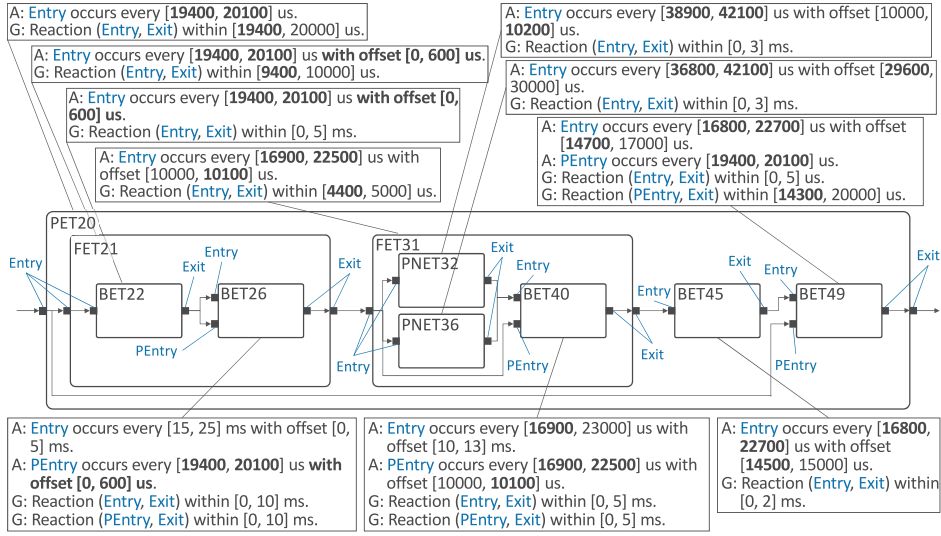 A: Entry occurs every [19400, 20100] us.
G: Reaction (Entry, Exit) within [19400, 20000] us.
A: Entry occurs every [19400, 20100] us with offset [0, 600] us.
G: Reaction (Entry, Exit) within [9400, 10000] us.
A: Entry occurs every [19400, 20100] us with offset [0,
600] us.
G: Reaction (Entry, Exit) within [0, 5] ms.
A: Entry occurs every [16900, 22500] us with
offset [10000, 10100] us.
G: Reaction (Entry, Exit) within [4400, 5000] us.
A: Entry occurs every [38900, 42100] us with offset [10000,
10200] us.
G: Reaction (Entry, Exit) within [0, 3] ms.
A: Entry occurs every [36800, 42100] us with offset [29600,
30000] us.
G: Reaction (Entry, Exit) within [0, 3] ms.
A: Entry occurs every [16800, 22700] us with offset
[14700, 17000] us.
A: PEntry occurs every [19400, 20100] us.
G: Reaction (Entry, Exit) within [0, 5] us.
G: Reaction (PEntry, Exit) within [14300, 20000] us.
PET20
FET21
Entry
BET22
Exit
Entry
BET26
PEntry
Exit
FET31
PNET32
PNET36
Entry
Exit
Entry
BET40
PEntry
Exit
Entry
BET45
Exit
Entry
BET49
PEntry
Exit
A: Entry occurs every [15, 25] ms with offset [0,
5] ms.
A: PEntry occurs every [19400, 20100] us with
offset [0, 600] us.
G: Reaction (Entry, Exit) within [0, 10] ms.
G: Reaction (PEntry, Exit) within [0, 10] ms.
A: Entry occurs every [16900, 23000] us with
offset [10, 13] ms.
A: PEntry occurs every [16900, 22500] us with
offset [10000, 10100] us.
G: Reaction (Entry, Exit) within [0, 5] ms.
G: Reaction (PEntry, Exit) within [0, 5] ms.
A: Entry occurs every [16800,
22700] us with offset
[14500, 15000] us.
G: Reaction (Entry, Exit) within
[0, 2] ms.